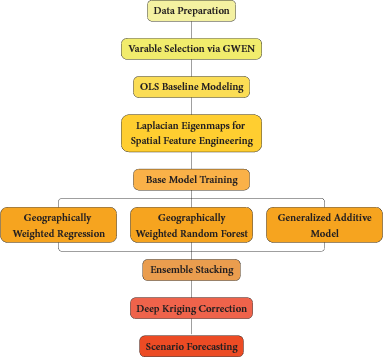 Data Preparation
Varable Selection via GWEN
OLS Baseline Modeling
Laplacian Eigenmaps for
Spatial Feature Engineering
Base Model Training
Geographically
Weighted Regression
Geographically
Weighted Random Forest
Generalized Additive
Model
Ensemble Stacking
Deep Kriging Correction
Scenario Forecasting